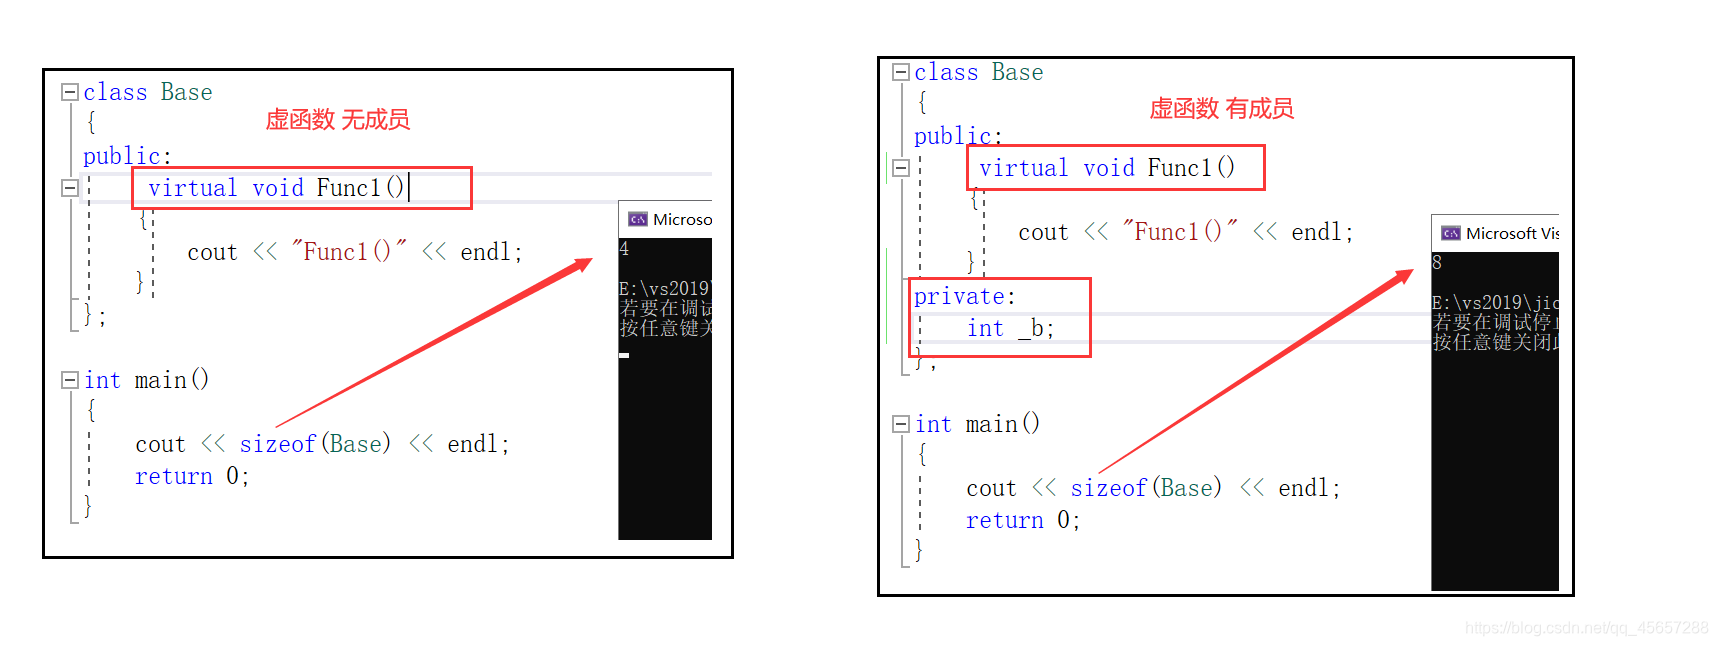 class Base
{
虚函数 无成员
public:
virtual void Func1()
{
cout << "Func1()" << endl;
}
};
int main()
{
cout << sizeof(Base) << endl;
return 0;
}
C:\ Microso
4
E:\vs2019\
若要在调试
按任意键关
class Base
{
虚函数 有成员
public:
virtual void Func1()
{
cout << "Func1()" << endl;
}
private:
int _b;
};
int main()
{
cout << sizeof(Base) << endl;
return 0;
}
C:\ Microsoft Vis
8
E:\vs2019\jic
若要在调试停止
按任意键关闭此
https://blog.csdn.net/qq_45657288